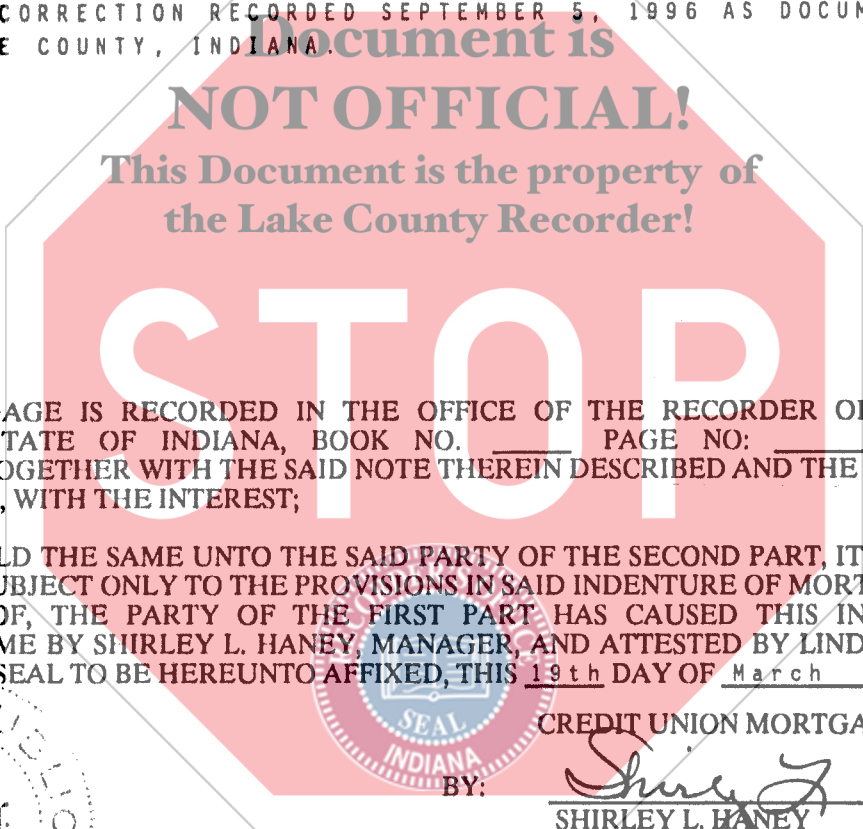 CORRECTION RECORDED SEPTEMBER 5, 1996 AS DOCUM
E COUNTY, INDIANA.
Document is
NOT OFFICIAL!
This Document is the property of
the Lake County Recorder!
STOP
AGE IS RECORDED IN THE OFFICE OF THE RECORDER OF
TATE OF INDIANA, BOOK NO. ____ PAGE NO: ____
OGETHER WITH THE SAID NOTE THEREIN DESCRIBED AND THE
, WITH THE INTEREST;
LD THE SAME UNTO THE SAID PARTY OF THE SECOND PART, IT
UBJECT ONLY TO THE PROVISIONS IN SAID INDENTURE OF MORT
OF, THE PARTY OF THE FIRST PART HAS CAUSED THIS IN
ME BY SHIRLEY L. HANEY, MANAGER, AND ATTESTED BY LIND
SEAL TO BE HEREUNTO AFFIXED, THIS 19th DAY OF March
SEAL
INDIANA
CREDIT UNION MORTGA
BY:
SHIRLEY L. HANEY